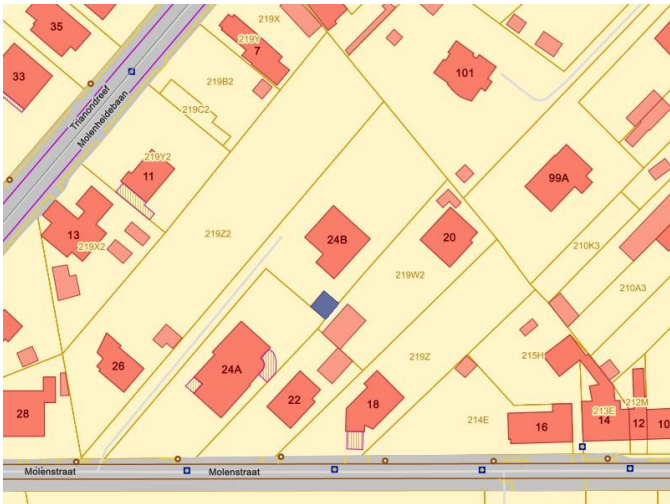 35
219X
219Y
7
101
33
Trianondreef
Molenheidebaan
219B2
219C2
219Y2
11
99A
13
219X2
219Z2
24B
20
210K3
219W2
210A3
26
24A
219Z
215H
28
22
18
214E
16
14
213E
212M
12
10
Molenstraat
Molenstraat